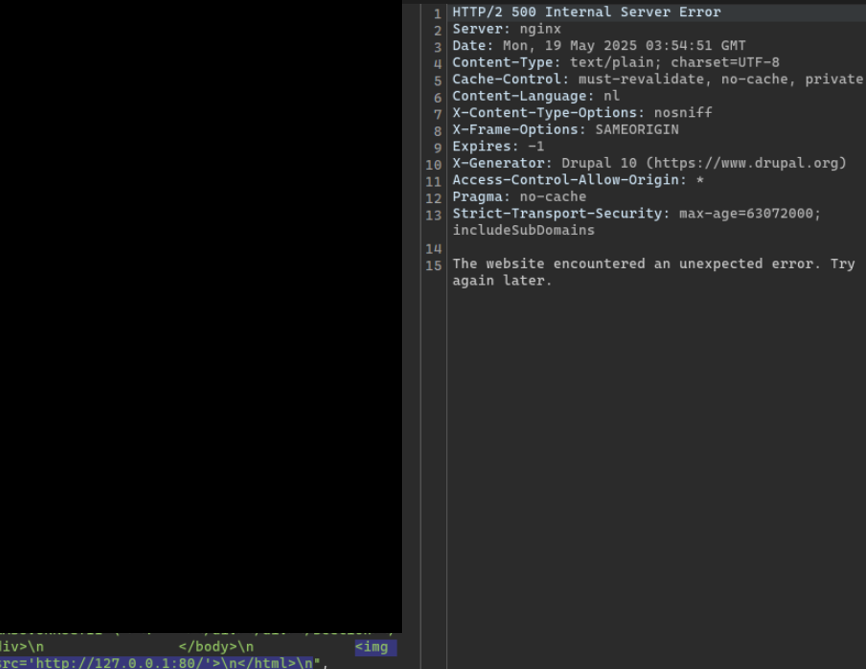 1 HTTP/2 500 Internal Server Error
2 Server: nginx
3 Date: Mon, 19 May 2025 03:54:51 GMT
4 Content-Type: text/plain; charset=UTF-8
5 Cache-Control: must-revalidate, no-cache, private
6 Content-Language: nl
7 X-Content-Type-Options: nosniff
8 X-Frame-Options: SAMEORIGIN
9 Expires: -1
10 X-Generator: Drupal 10 (https://www.drupal.org)
11 Access-Control-Allow-Origin: *
12 Pragma: no-cache
13 Strict-Transport-Security: max-age=63072000;
includeSubDomains
14
15 The website encountered an unexpected error. Try
again later.
div>\n </body>\n <img
src='http://127.0.0.1:80/'>\n</html>\n",